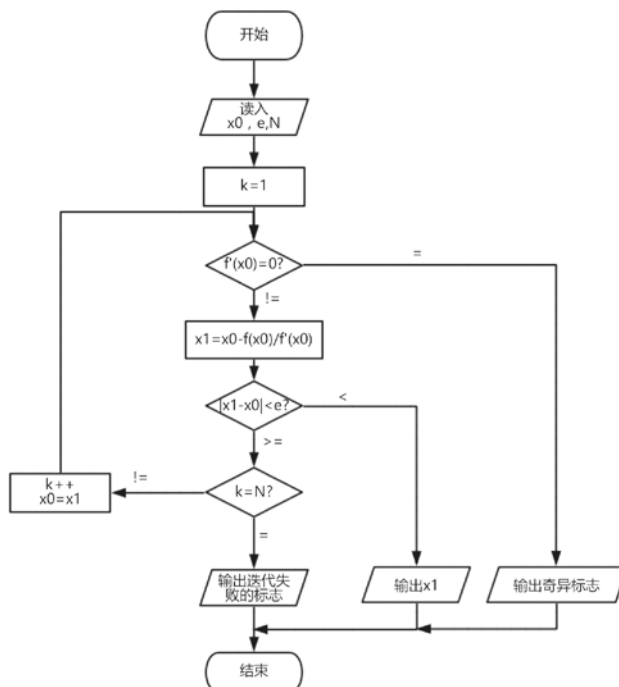 开始
读入
x0 , e,N
k=1
f'(x0)=0?
=
!=
x1=x0-f(x0)/f'(x0)
|x1-x0|<e?
<
>=
k++
x0=x1
!=
k=N?
=
输出迭代失
败的标志
输出x1
输出奇异标志
结束